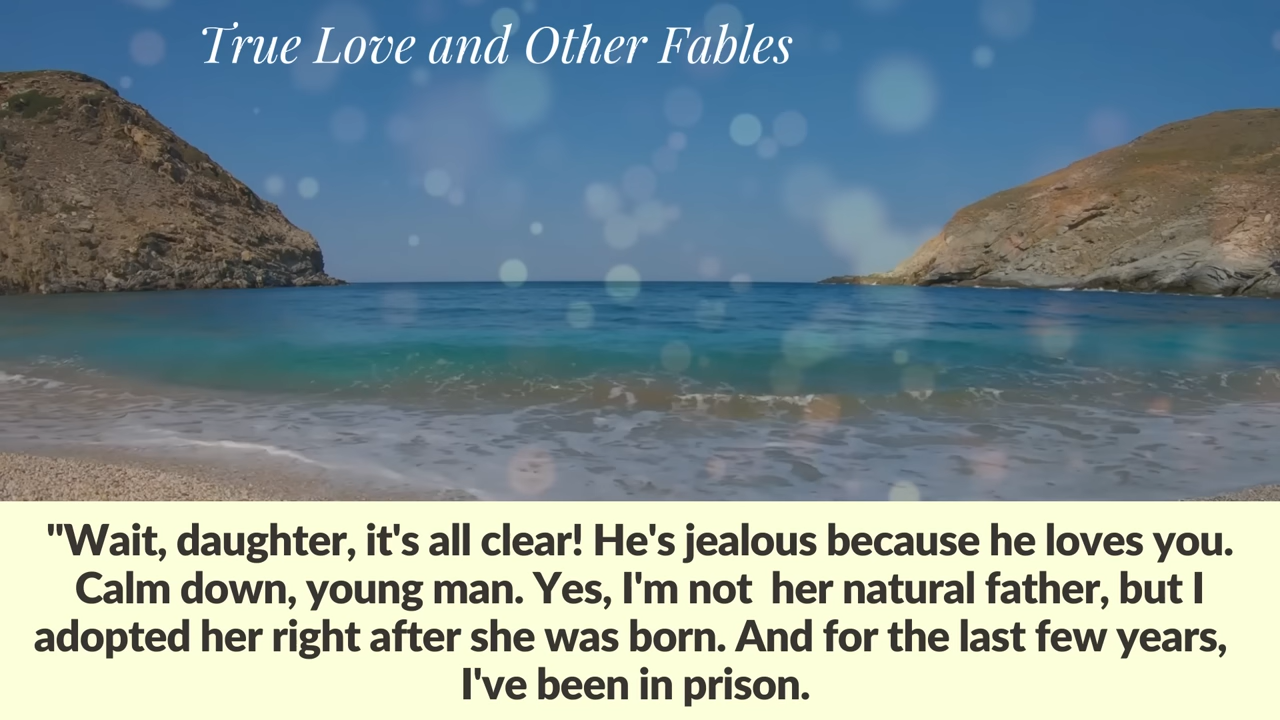 True Love and Other Fables
"Wait, daughter, it's all clear! He's jealous because he loves you.
Calm down, young man. Yes, I'm not  her natural father, but I
adopted her right after she was born. And for the last few years,
I've been in prison.